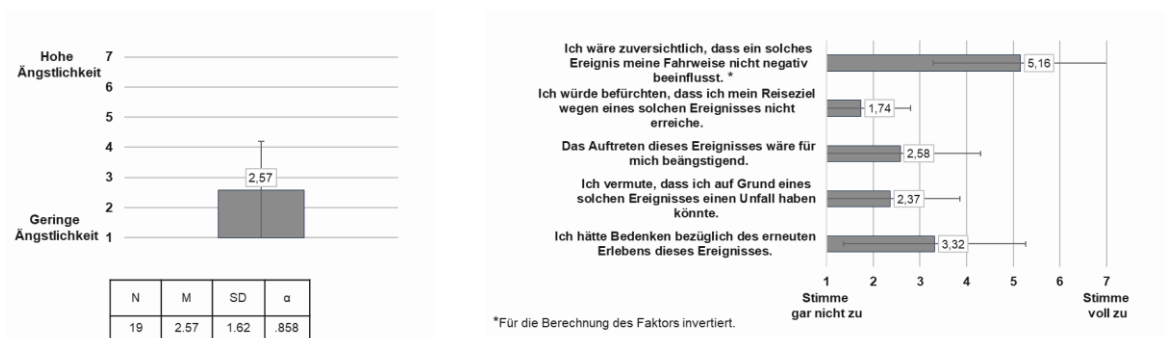 Hohe
Ängstlichkeit
7
6
5
4
3
2
1
2,57
Geringe
Ängstlichkeit
N M SD α
19 2.57 1.62 .858
Ich wäre zuversichtlich, dass ein solches
Ereignis meine Fahrweise nicht negativ
beeinflusst. *
5,16
Ich würde befürchten, dass ich mein Reiseziel
wegen eines solchen Ereignisses nicht
erreiche.
1,74
Das Auftreten dieses Ereignisses wäre für
mich beängstigend.
2,58
Ich vermute, dass ich auf Grund eines
solchen Ereignisses einen Unfall haben
könnte.
2,37
Ich hätte Bedenken bezüglich des erneuten
Erlebens dieses Ereignisses.
3,32
1 2 3 4 5 6 7
Stimme
gar nicht zu
Stimme
voll zu
*Für die Berechnung des Faktors invertiert.